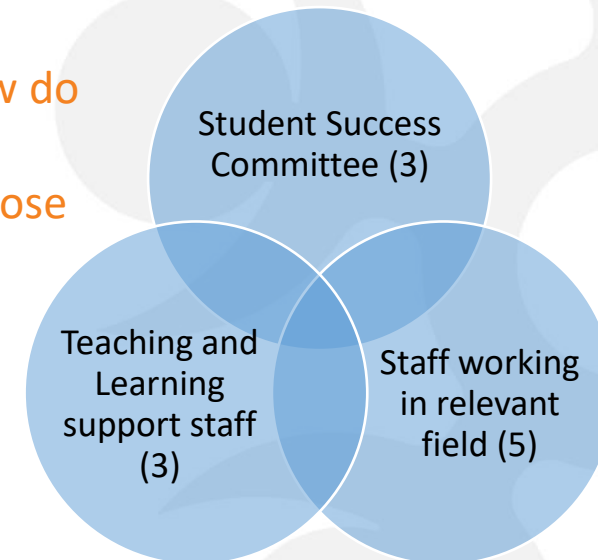 do
ose
Student Success
Committee (3)
Teaching and
Learning
support staff
(3)
Staff working
in relevant
field (5)